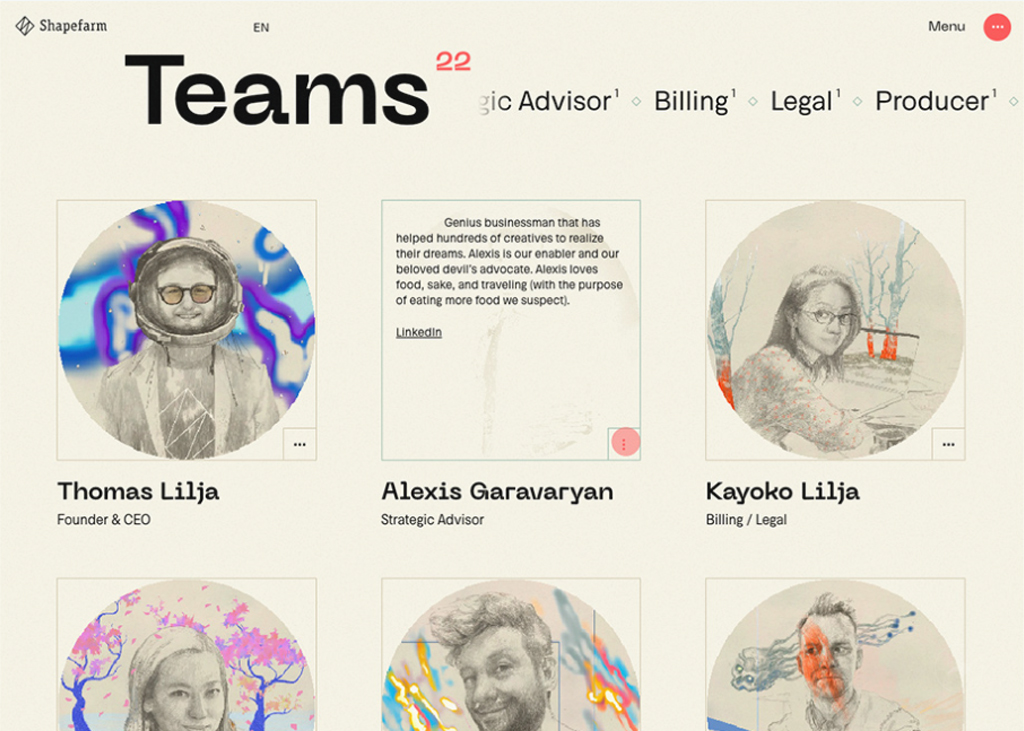 Shapefarm
EN
Menu
Teams 22
ic Advisor 1 Billing 1 Legal 1 Producer 1
Genius businessman that has
helped hundreds of creatives to realize
their dreams. Alexis is our enabler and our
beloved devil's advocate. Alexis loves
food, sake, and traveling (with the purpose
of eating more food we suspect).
LinkedIn
Thomas Lilja
Founder & CEO
Alexis Garavaryan
Strategic Advisor
Kayoko Lilja
Billing / Legal